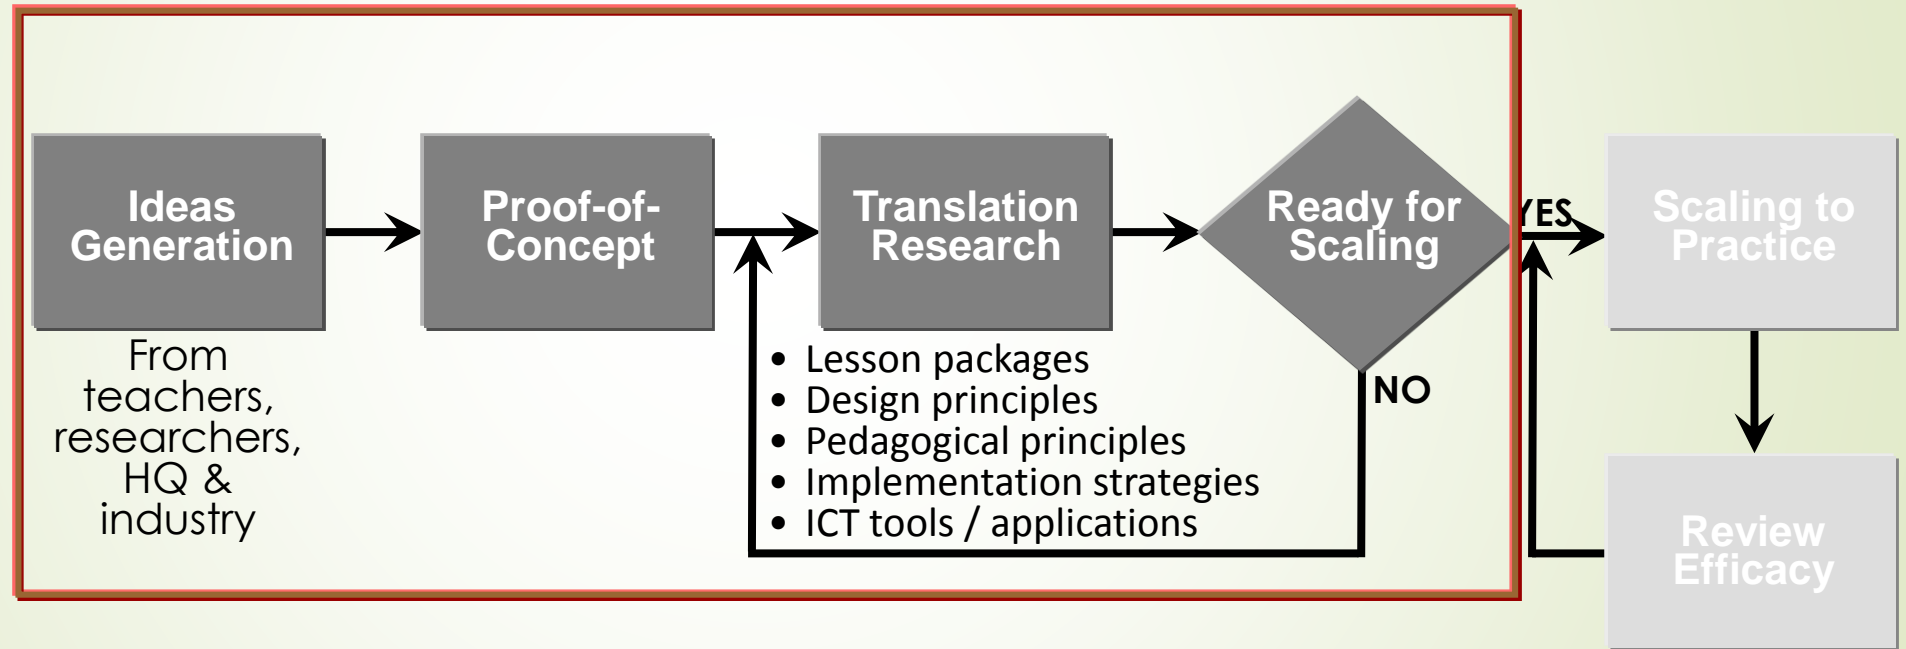 Ideas
Generation
From
teachers,
researchers,
HQ &
industry
Proof-of-
Concept
Translation
Research
• Lesson packages
• Design principles
• Pedagogical principles
• Implementation strategies
• ICT tools / applications
Ready for
Scaling
NO
YES
Scaling to
Practice
Review
Efficacy